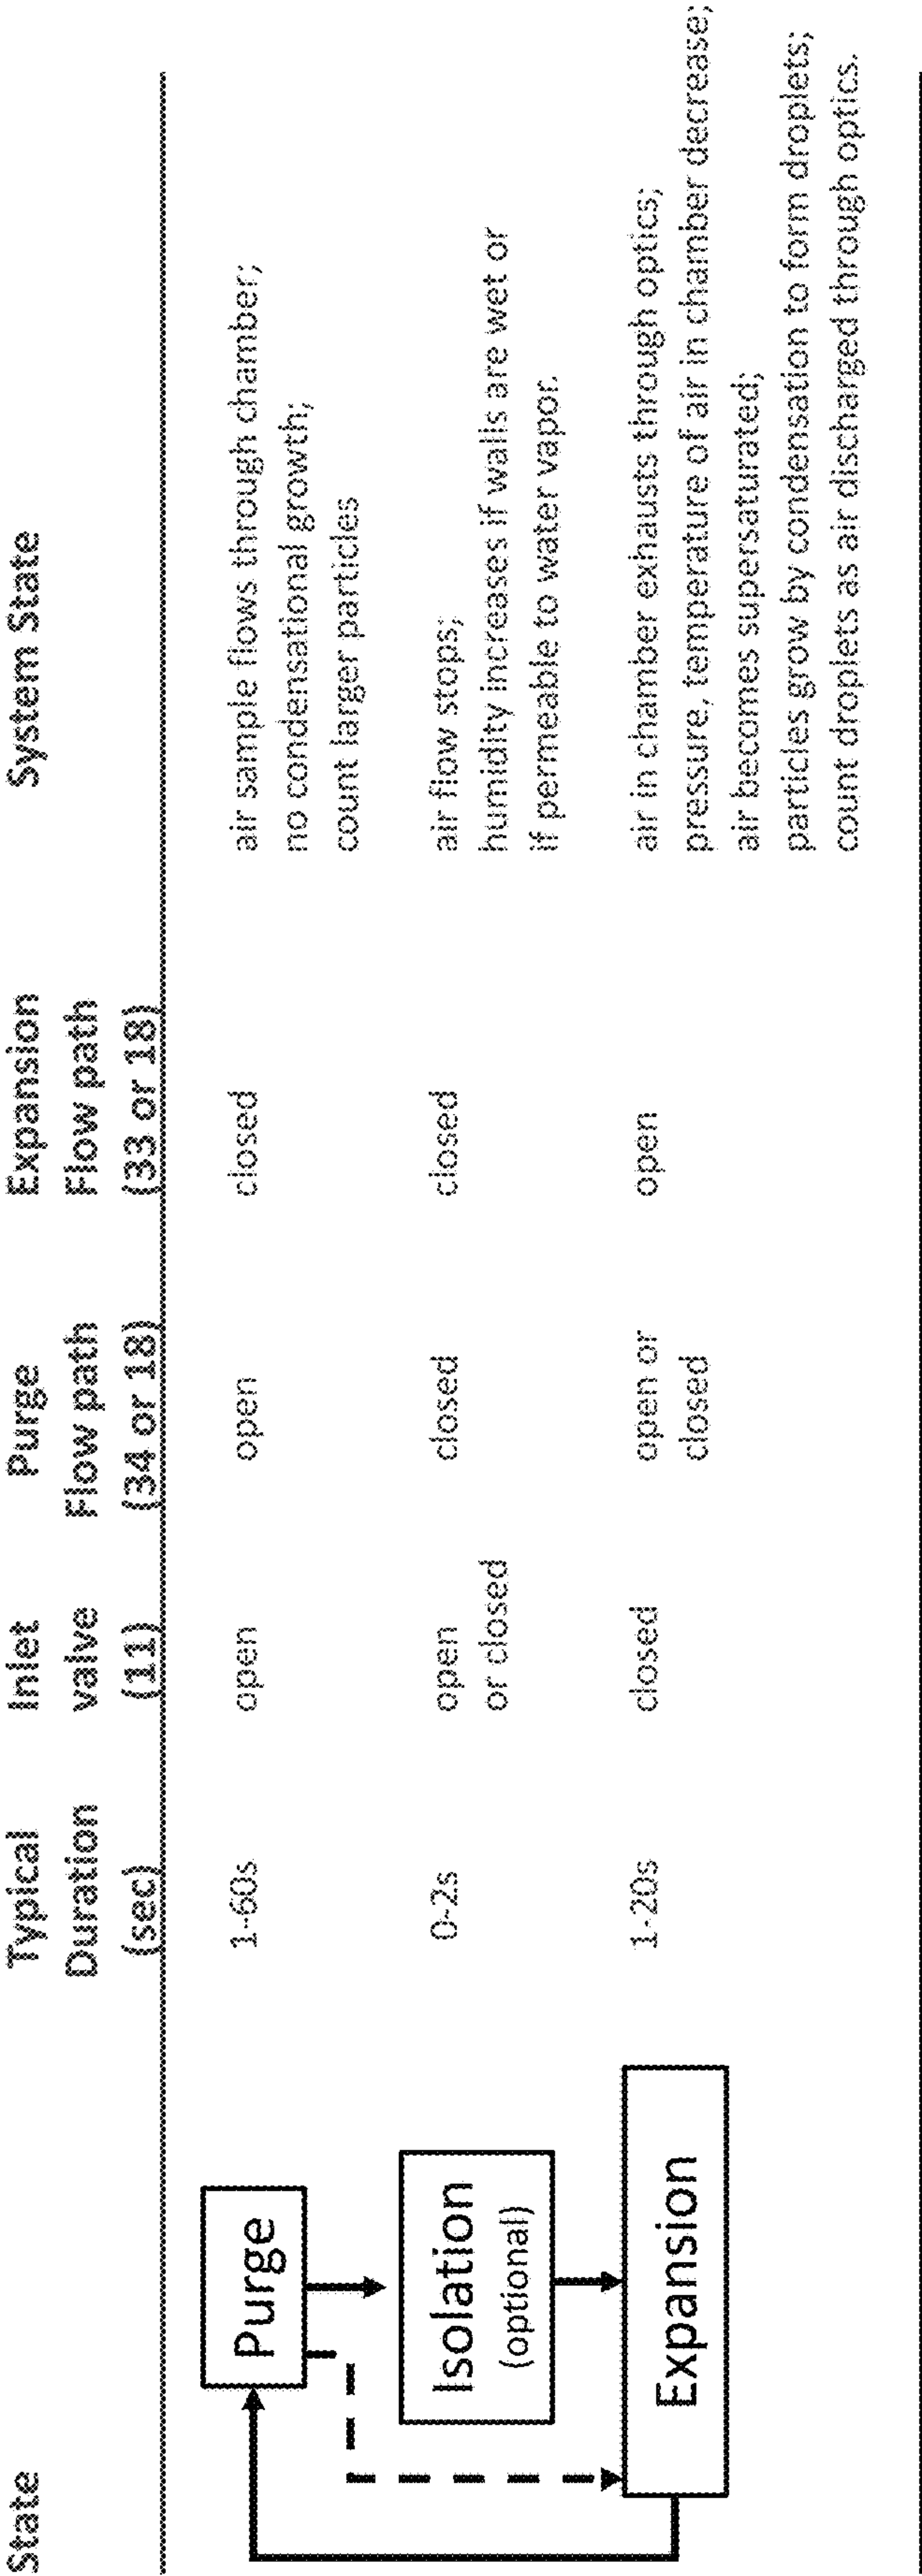 State
Typical
Duration
(sec)
Inlet
valve
(11)
Purge
Flow path
(34 or 18)
Expansion
Flow path
(33 or 18)
System State
Purge
1-60s
open
open
closed
air sample flows through chamber;
no condensational growth;
count larger particles
Isolation
(optional)
0-2s
open
or closed
closed
closed
air flow stops;
humidity increases if walls are wet or
if permeable to water vapor.
Expansion
1-20s
closed
open or
closed
open
air in chamber exhausts through optics;
pressure, temperature of air in chamber decrease;
air becomes supersaturated;
particles grow by condensation to form droplets;
count droplets as air discharged through optics.